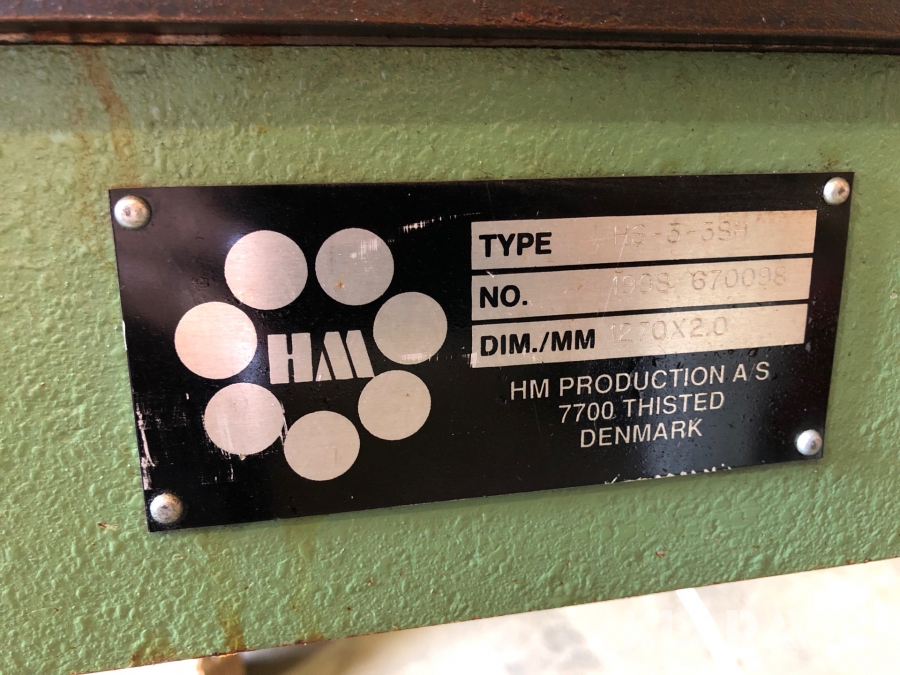 HM
TYPE HS-3-3SH
NO. 1998 670098
DIM./MM 1270X2.0
HM PRODUCTION A/S
7700 THISTED
DENMARK